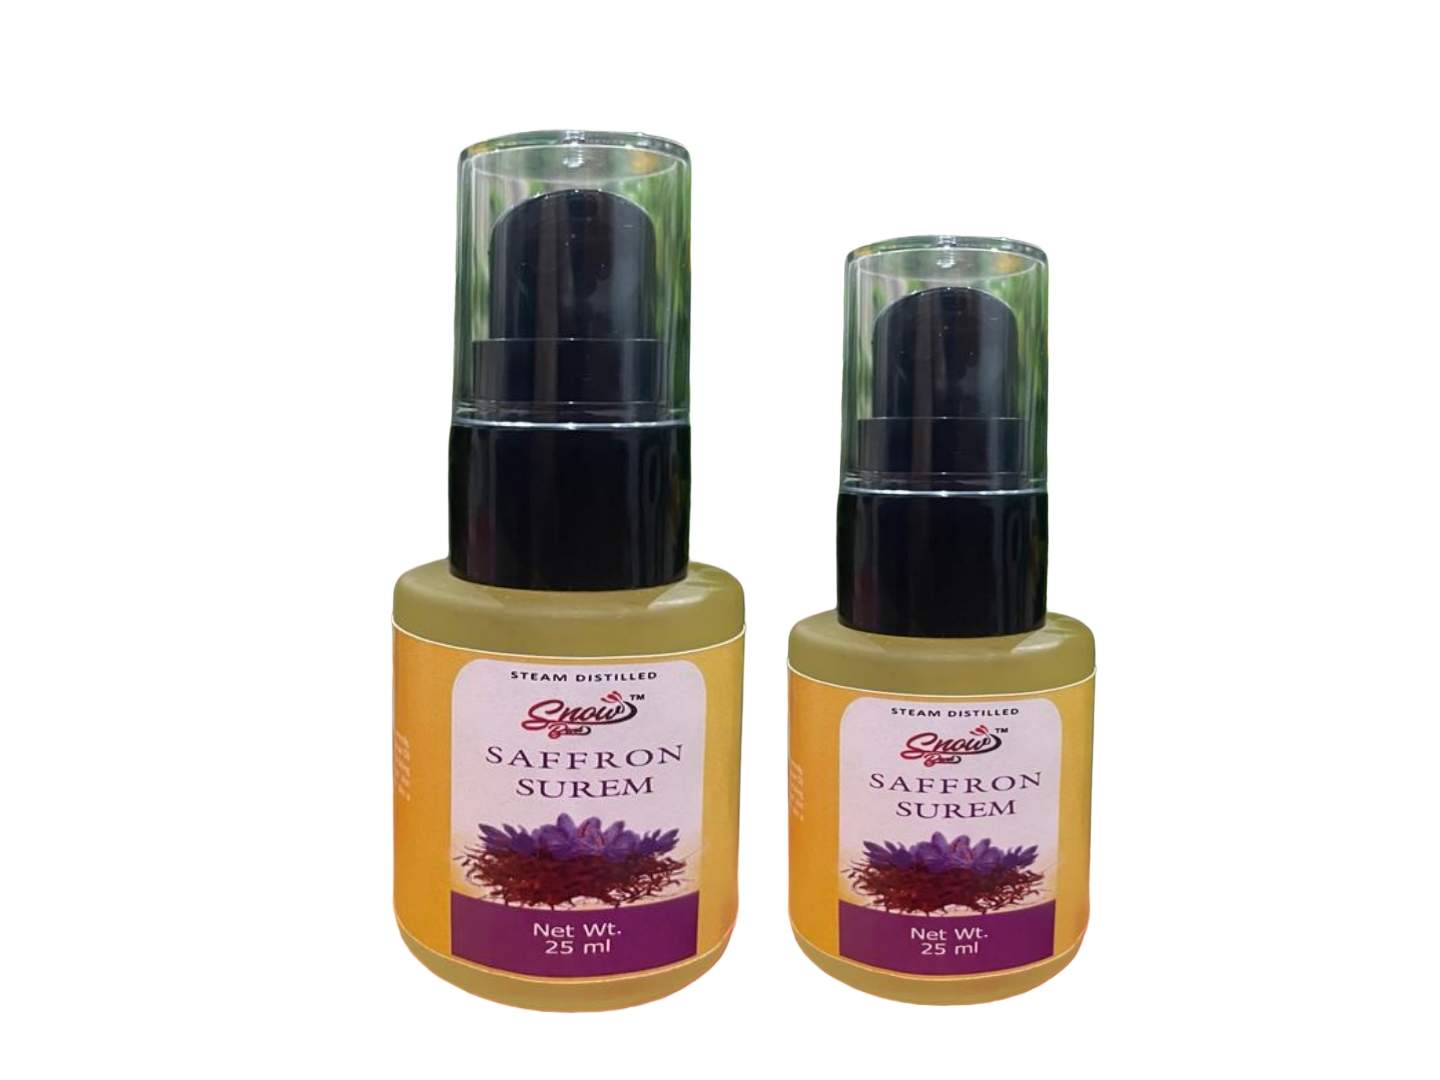 STEAM DISTILLED
Snow
TM
SAFFRON
SUREM
Net Wt.
25 ml
STEAM DISTILLED
Snow
TM
SAFFRON
SUREM
Net Wt.
25 ml